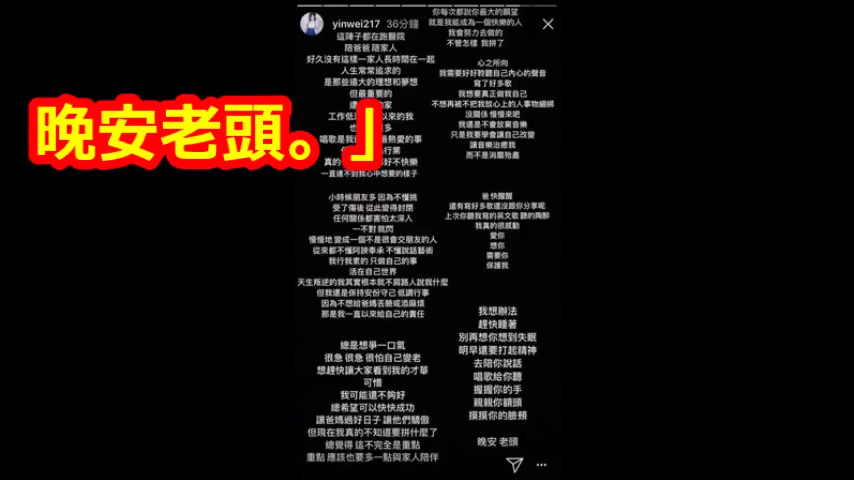 yinwei217 36分鐘
這陣子都在跑醫院
陪爸爸 陪家人
好久沒有這樣一家人長時間在一起
人生常常追求的
是那些遠大的理想和夢想
但最重要的
工作低
以來的我
唱歌是我
最熱愛的事
行業
真的
好不快樂
一直達不到我心中想要的樣子
小時候朋友多 因為不懂挑
受了傷後 從此變得封閉
任何關係都害怕太深入
一不對 就閃
慢慢地 變成一個不是很會交朋友的人
從來都不懂阿諛奉承 不懂說話藝術
我行我素的 只做自己的事
活在自己世界
天生叛逆的我其實根本就不屑路人說我什麼
但我還是保持安份守己 低調行事
因為不想給爸媽丟臉或添麻煩
那是我一直以來給自己的責任
總是想爭一口氣
很急 很急 很怕自己變老
想趕快讓大家看到我的才華
可惜
我可能還不夠好
總希望可以快快成功
讓爸媽過好日子 讓他們驕傲
但現在我真的不知道要拼什麼了
總覺得 這不完全是重點
重點 應該也要多一點與家人陪伴
你每次都說你最大的願望
就是我能成為一個快樂的人
我會努力去做的
不管怎樣 我拼了
心之所向
我需要好好聆聽自己內心的聲音
寫了好多歌
我想要真正做我自己
不想再被不把我放心上的人事物綑綁
沒關係 慢慢來吧
我還是不會放棄音樂
只是我要學會讓自己改變
讓音樂治癒我
而不是消磨殆盡
爸 快醒醒
還有寫好多歌還沒跟你分享呢
上次你聽我寫的英文歌 聽的陶醉
我真的很感動
愛你
想你
需要你
保護我
我想辦法
趕快睡著
別再想你想到失眠
明早還要打起精神
去陪你說話
唱歌給你聽
握握你的手
親親你額頭
摸摸你的臉頰
晚安 老頭
晚安老頭。」